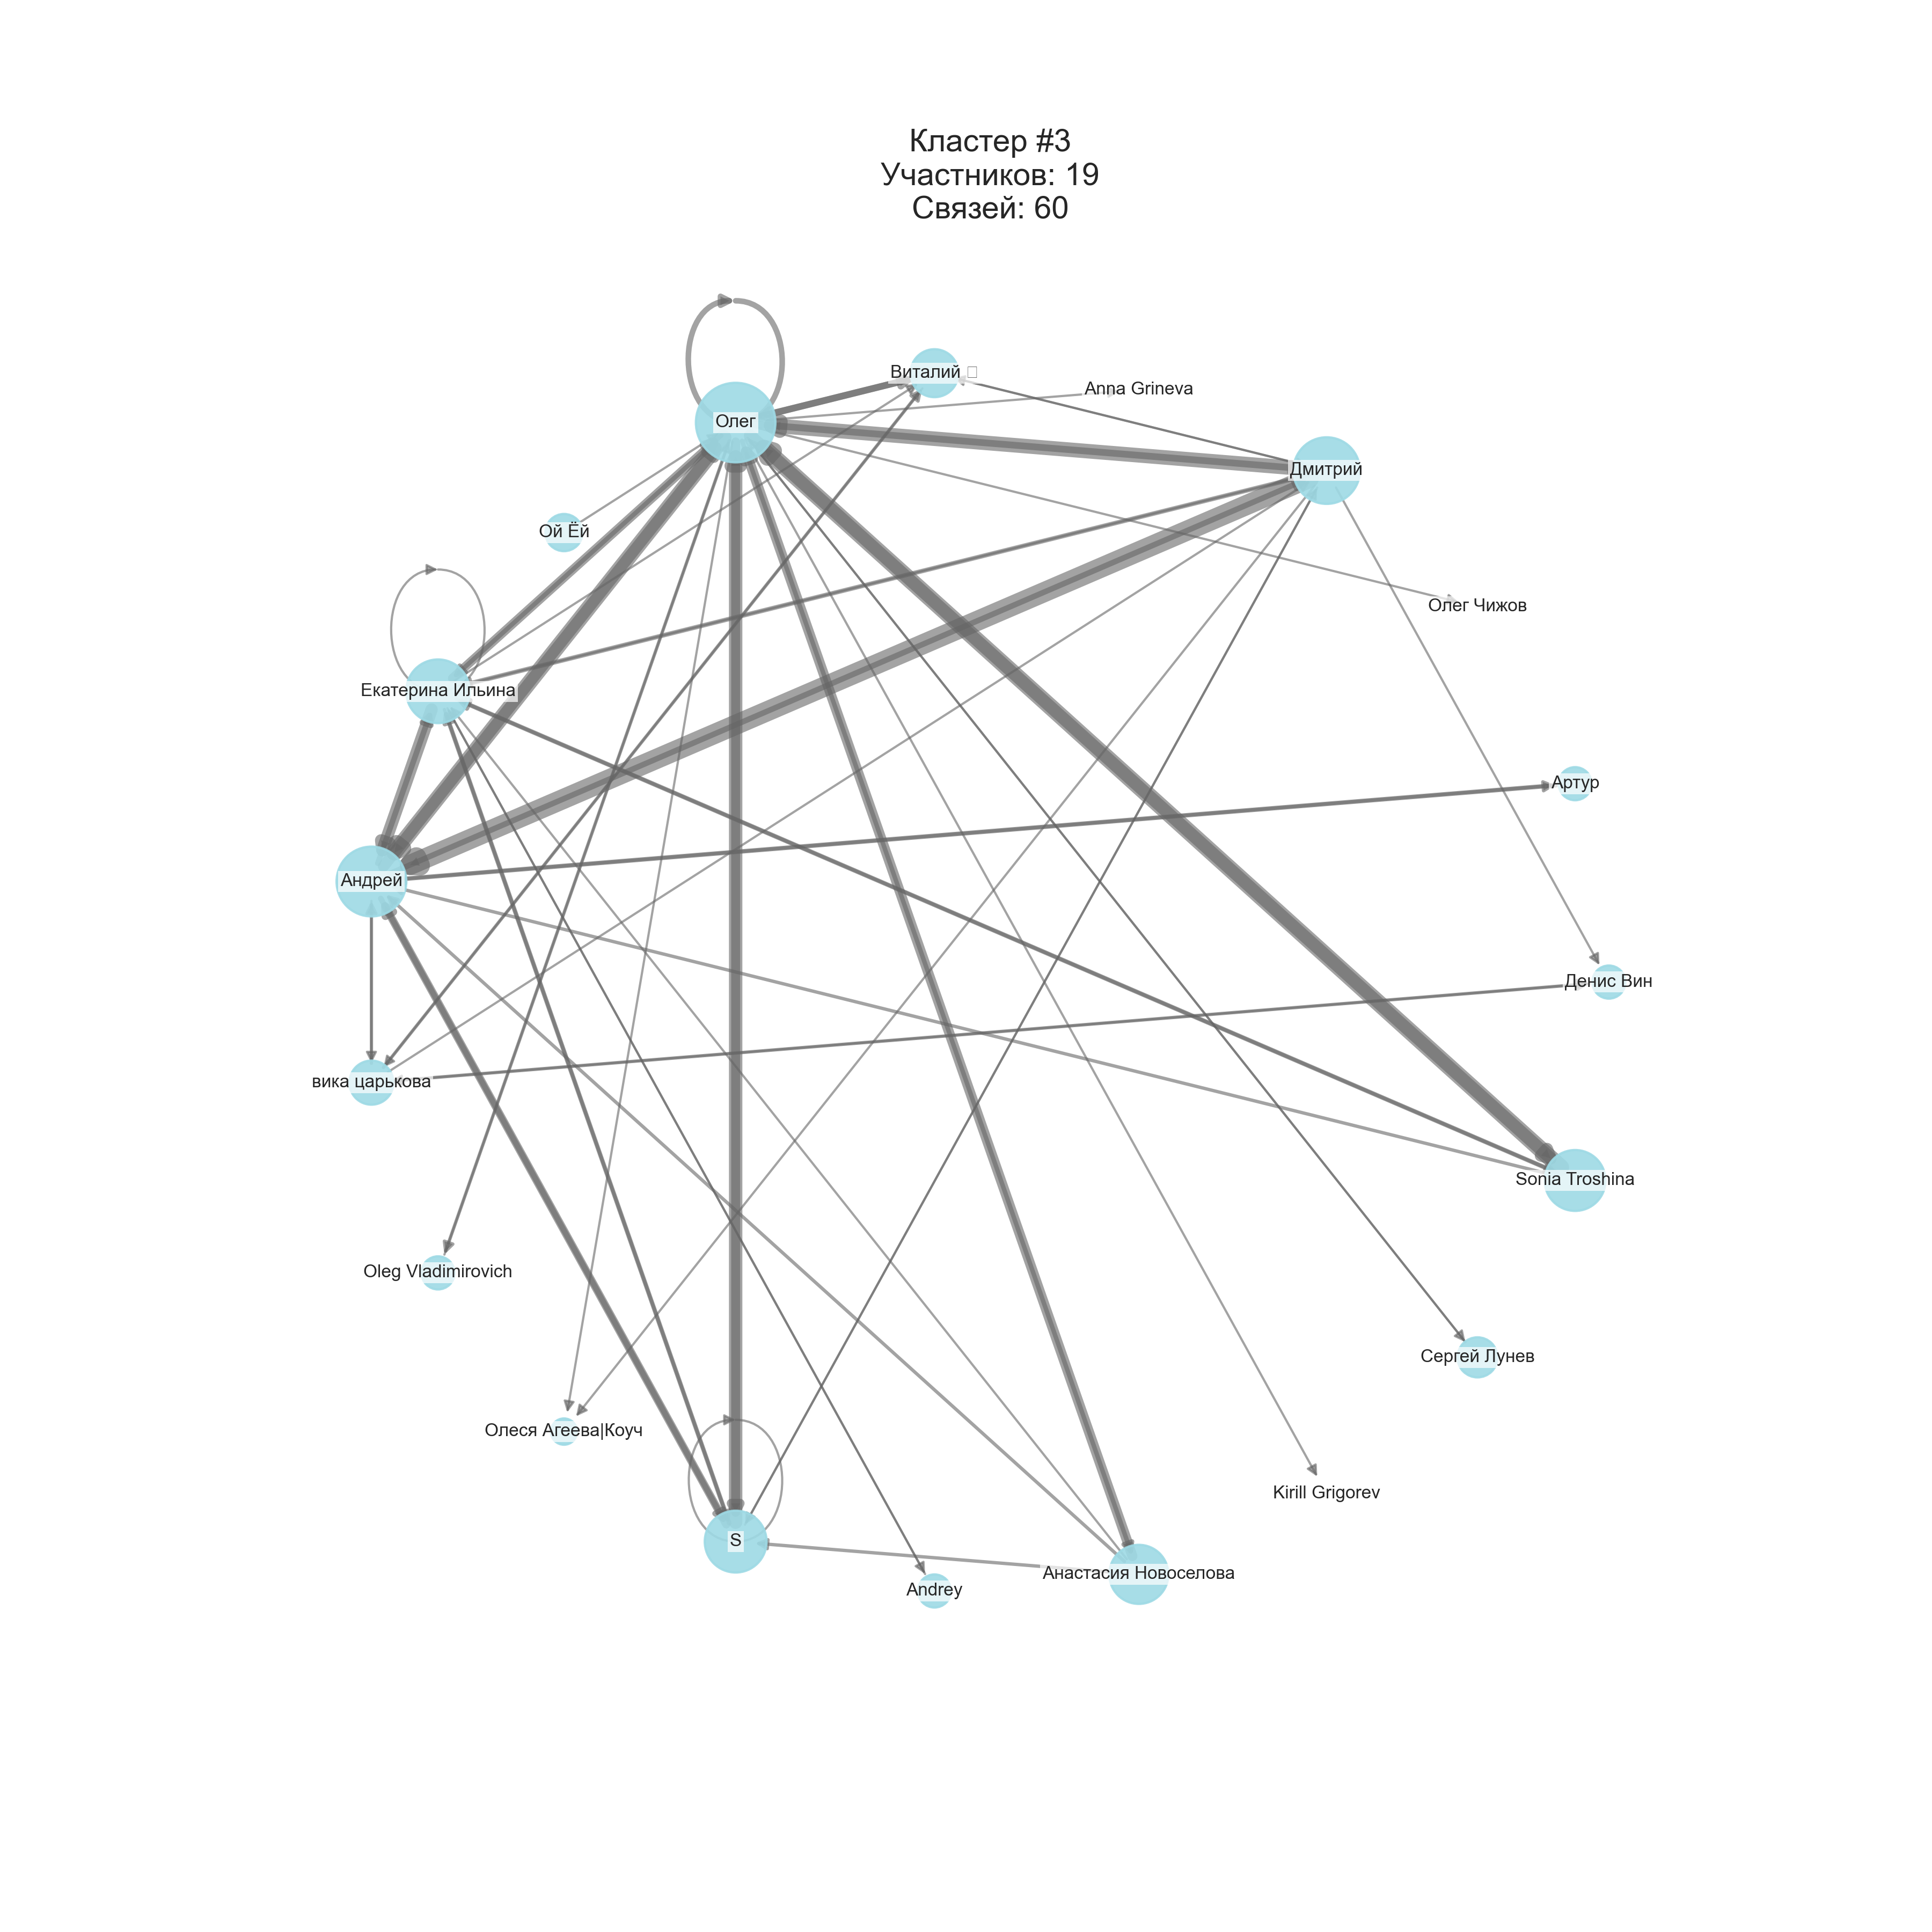 Кластер #3
Участников: 19
Связей: 60
Виталий
Anna Grineva
Олег
Дмитрий
Ой Ёй
Олег Чижов
Екатерина Ильина
Артур
Андрей
Денис Вин
вика царькова
Sonia Troshina
Oleg Vladimirovich
Сергей Лунев
Олеся Агеева|Коуч
Kirill Grigorev
S
Анастасия Новоселова
Andrey